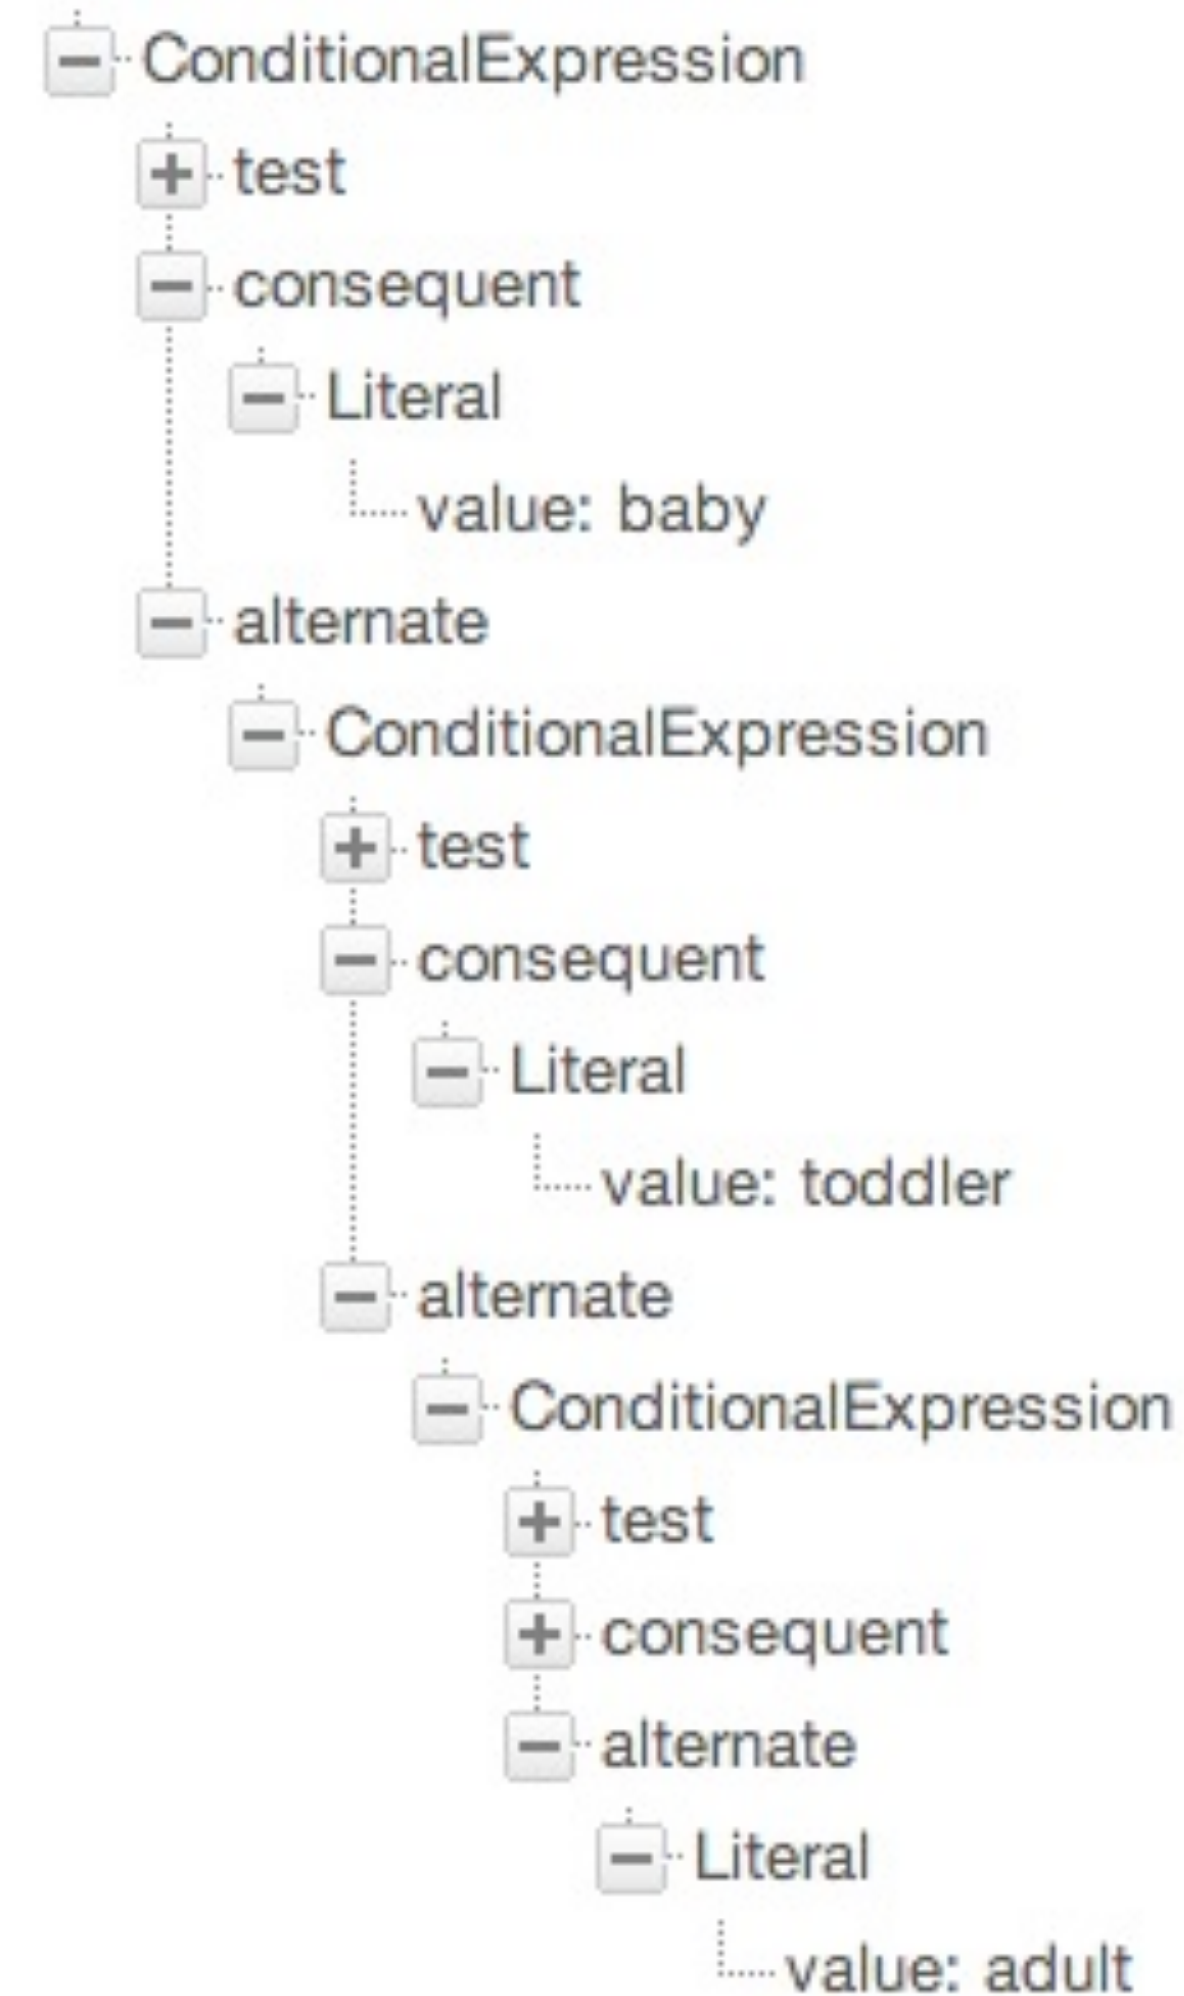 ConditionalExpression
test
consequent
Literal
value: baby
alternate
ConditionalExpression
test
consequent
Literal
value: toddler
alternate
ConditionalExpression
test
consequent
alternate
Literal
value: adult